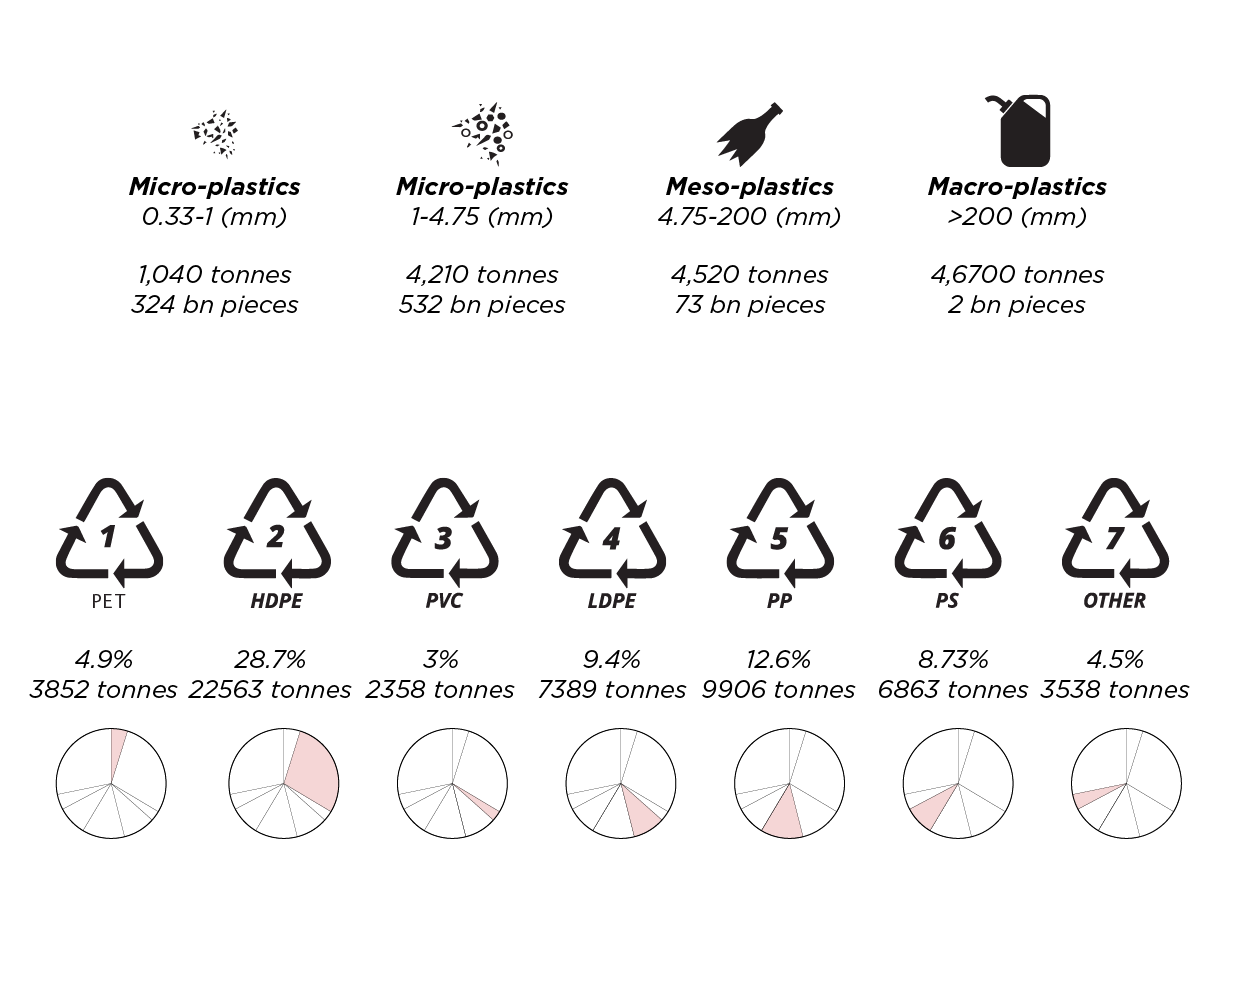 Micro-plastics
0.33-1 (mm)
1,040 tonnes
324 bn pieces
Micro-plastics
1-4.75 (mm)
4,210 tonnes
532 bn pieces
Meso-plastics
4.75-200 (mm)
4,520 tonnes
73 bn pieces
Macro-plastics
>200 (mm)
4,6700 tonnes
2 bn pieces
1
PET
4.9%
3852 tonnes
2
HDPE
28.7%
22563 tonnes
3
PVC
3%
2358 tonnes
4
LDPE
9.4%
7389 tonnes
5
PP
12.6%
9906 tonnes
6
PS
8.73%
6863 tonnes
7
OTHER
4.5%
3538 tonnes